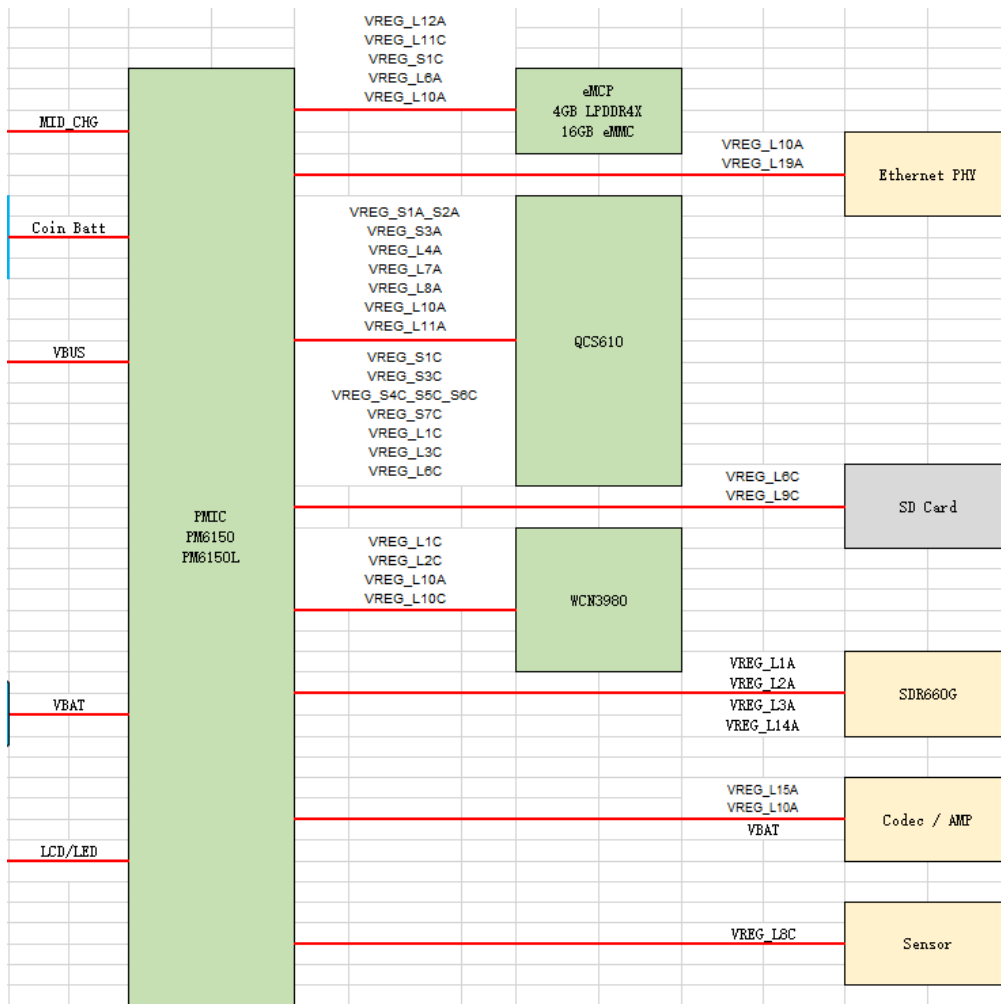 VREG_L12A
VREG_L11C
VREG_S1C
VREG_L6A
VREG_L10A
eMCP
4GB LPDDR4X
16GB eMMC
MID_CHG
VREG_L10A
VREG_L19A
Ethernet PHY
Coin Batt
VREG_S1A_S2A
VREG_S3A
VREG_L4A
VREG_L7A
VREG_L8A
VREG_L10A
VREG_L11A
QCS610
VBUS
VREG_S1C
VREG_S3C
VREG_S4C_S5C_S6C
VREG_S7C
VREG_L1C
VREG_L3C
VREG_L6C
VREG_L6C
VREG_L9C
SD Card
PMIC
PM6150
PM6150L
VREG_L1C
VREG_L2C
VREG_L10A
VREG_L10C
WCN3980
VREG_L1A
VREG_L2A
VREG_L3A
VREG_L14A
SDR660G
VBAT
VREG_L15A
VREG_L10A
VBAT
Codec / AMP
LCD/LED
VREG_L8C
Sensor